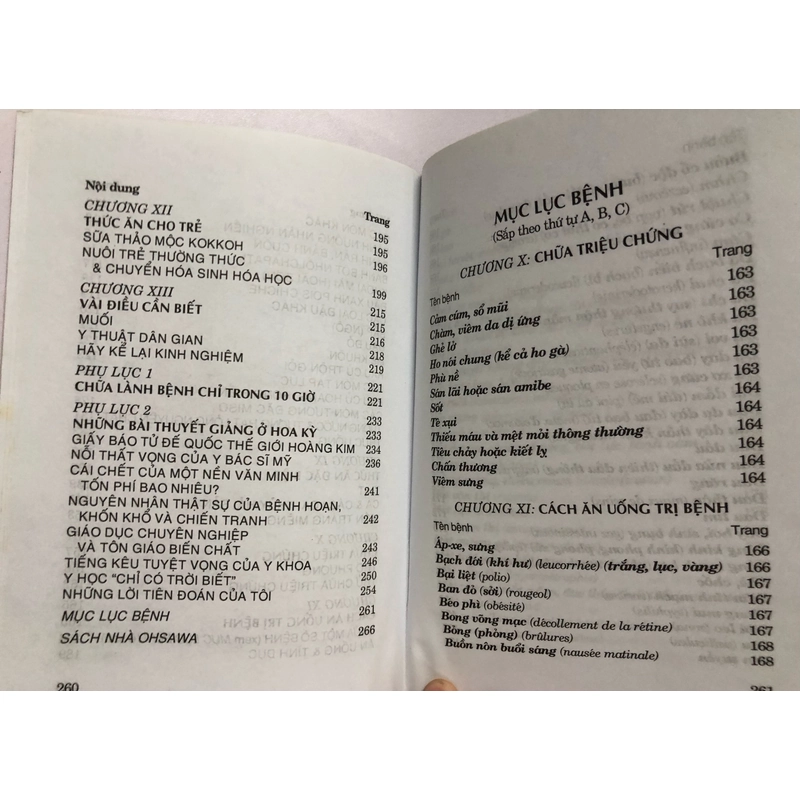 Nội dung
Trang
CHƯƠNG XII
THỨC ĂN CHO TRẺ 195
SỮA THẢO MỘC KOKKOH 195
NUÔI TRẺ THƯỜNG THỨC 196
& CHUYỂN HÓA SINH HÓA HỌC 199
CHƯƠNG XIII
VÀI ĐIỀU CẦN BIẾT 215
MUỐI 215
Y THUẬT DÂN GIAN 216
HÃY KỂ LẠI KINH NGHIỆM 218
219
PHỤ LỤC 1 221
CHỮA LÀNH BỆNH CHỈ TRONG 10 GIỜ 221
PHỤ LỤC 2
NHỮNG BÀI THUYẾT GIẢNG Ở HOA KỲ 233
GIẤY BÁO TỬ ĐẾ QUỐC THẾ GIỚI HOÀNG KIM 233
NỖI THẤT VỌNG CỦA Y BÁC SĨ MỸ 234
CÁI CHẾT CỦA MỘT NỀN VĂN MINH 236
TỐN PHÍ BAO NHIÊU? 241
NGUYÊN NHÂN THẬT SỰ CỦA BỆNH HOẠN,
KHỐN KHỔ VÀ CHIẾN TRANH 242
GIÁO DỤC CHUYÊN NGHIỆP
VÀ TÔN GIÁO BIẾN CHẤT 243
TIẾNG KÊU TUYỆT VỌNG CỦA Y KHOA 246
Y HỌC "CHỈ CÓ TRỜI BIẾT" 250
NHỮNG LỜI TIÊN ĐOÁN CỦA TÔI 254
MỤC LỤC BỆNH 261
SÁCH NHÀ OHSAWA 266
260
MỤC LỤC BỆNH
(Sắp theo thứ tự A, B, C)
CHƯƠNG X: CHỮA TRIỆU CHỨNG
Tên bệnh Trang
Cảm cúm, sổ mũi 163
Chàm, viêm da dị ứng 163
Ghẻ lở 163
Ho nói chung (kể cả ho gà) 163
Phù nề 163
Sán lãi hoặc sán amibe 163
Sốt 164
Tê xụi 164
Thiếu máu và mệt mỏi thông thường 164
Tiêu chảy hoặc kiết lỵ 164
Chấn thương 164
Viêm sưng 164
CHƯƠNG XI: CÁCH ĂN UỐNG TRỊ BỆNH
Tên bệnh Trang
Áp-xe, sưng 166
Bạch đới (khí hư) (leucorrhée) (trắng, lục, vàng) 166
Bại liệt (polio) 167
Ban đỏ (sởi) (rougeol) 167
Béo phì (obésité) 167
Bong võng mạc (décollement de la rétine) 167
Bỏng (phỏng) (brûlures) 168
Buồn nôn buổi sáng (nausée matinale) 168
261